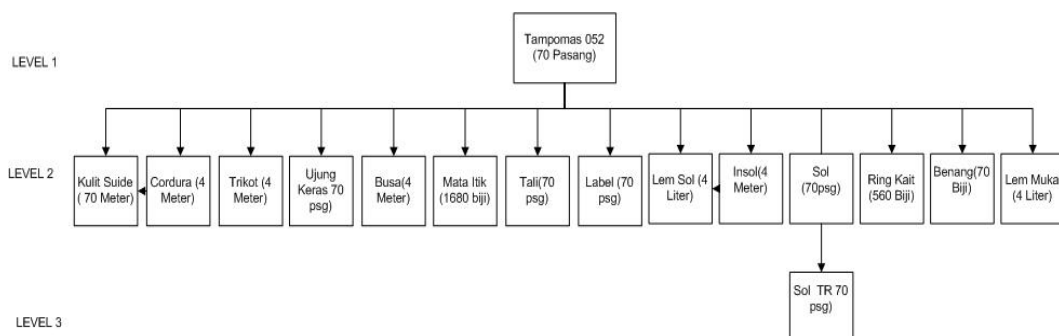 LEVEL 1
Tampomas 052
(70 Pasang)
LEVEL 2
Kulit Suide
( 70 Meter)
Cordura (4
Meter)
Trikot (4
Meter)
Ujung
Keras 70
psg)
Busa(4
Meter)
Mata Itik
(1680 biji)
Tali(70
psg)
Label (70
psg)
Lem Sol (4
Liter)
Insol(4
Meter)
Sol
(70psg)
Ring Kait
(560 Biji)
Benang(70
Biji)
Lem Muka
(4 Liter)
LEVEL 3
Sol TR 70
psg)